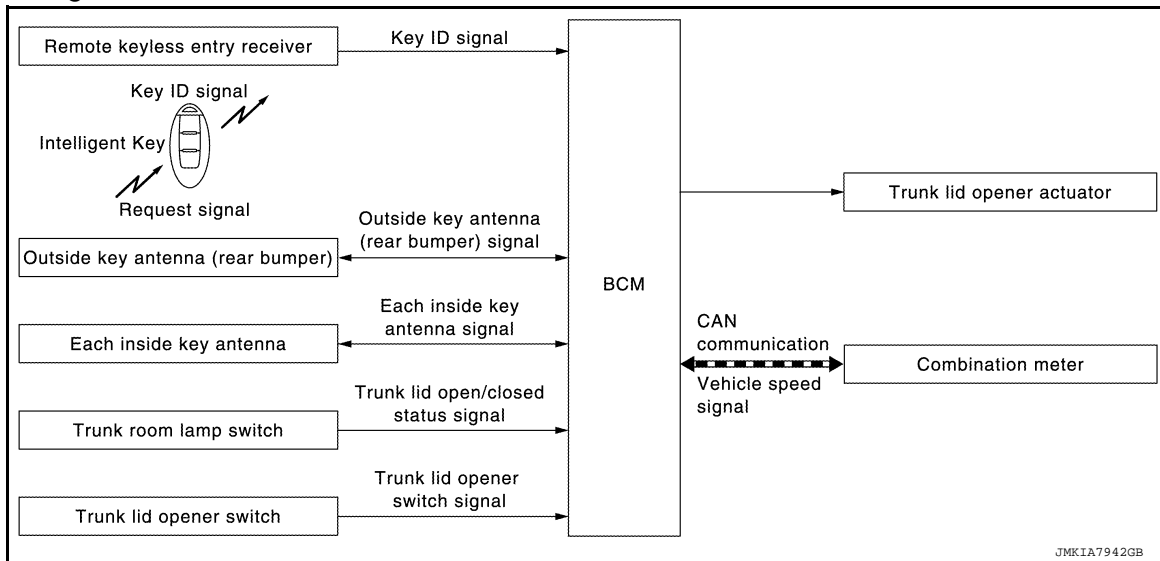 Remote keyless entry receiver
Key ID signal
Key ID signal
Intelligent Key
Request signal
Outside key antenna (rear bumper)
Outside key antenna
(rear bumper) signal
Each inside key antenna
Each inside key
antenna signal
Trunk room lamp switch
Trunk lid open/closed
status signal
Trunk lid opener switch
Trunk lid opener
switch signal
BCM
Trunk lid opener actuator
CAN
communication
Vehicle speed
signal
Combination meter
JMKIA7942GB